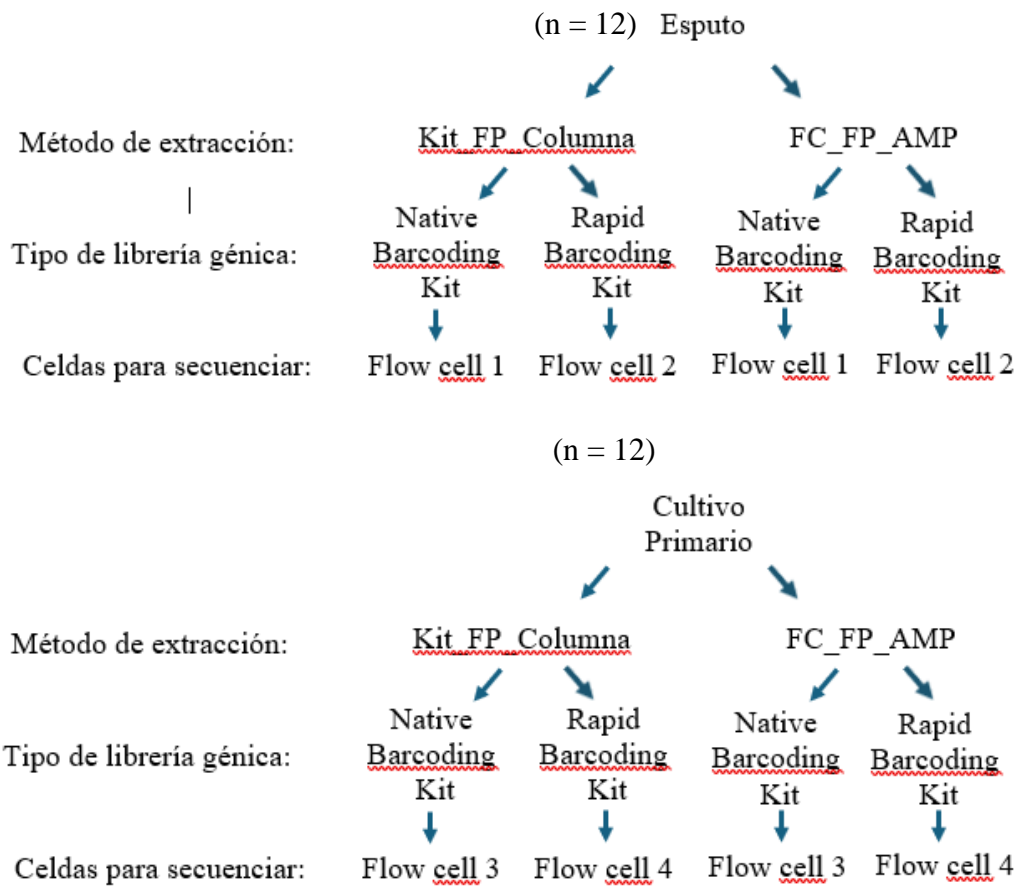 (n = 12) Esputo
Método de extracción: Kit_FP_Columna FC_FP_AMP
|
Native Rapid Native Rapid
Tipo de librería génica: Barcoding Barcoding Barcoding Barcoding
Kit Kit Kit Kit
Celdas para secuenciar: Flow cell 1 Flow cell 2 Flow cell 1 Flow cell 2
(n = 12)
Cultivo
Primario
Método de extracción: Kit_FP_Columna FC_FP_AMP
Native Rapid Native Rapid
Tipo de librería génica: Barcoding Barcoding Barcoding Barcoding
Kit Kit Kit Kit
Celdas para secuenciar: Flow cell 3 Flow cell 4 Flow cell 3 Flow cell 4